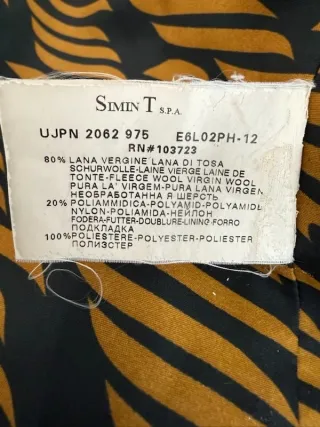 SIMIN T S.P.A.
UJPN 2062 975 E6L02PH-12
RN#103723
80% LANA VERGINE LANA DI TOSA
SCHURWOLLE-LAINE VIERGE LAINE DE
TONTE-FLEECE WOOL VIRGIN WOOL
PURA LA' VIRGEM-PURA LANA VIRGEN
НЕОБРАБОТАННА Я ШЕРСТЬ
20% POLIAMMIDICA-POLYAMID-POLYAMIDE
NYLON-POLIAMIDA-НЕЙЛОН
FODERA-FUTTER-DOUBLURE-LINING-FORRO
ПОДКЛАДКА
100% POLIESTERE-POLYESTER-POLIESTER
ПОЛИЭСТЕР